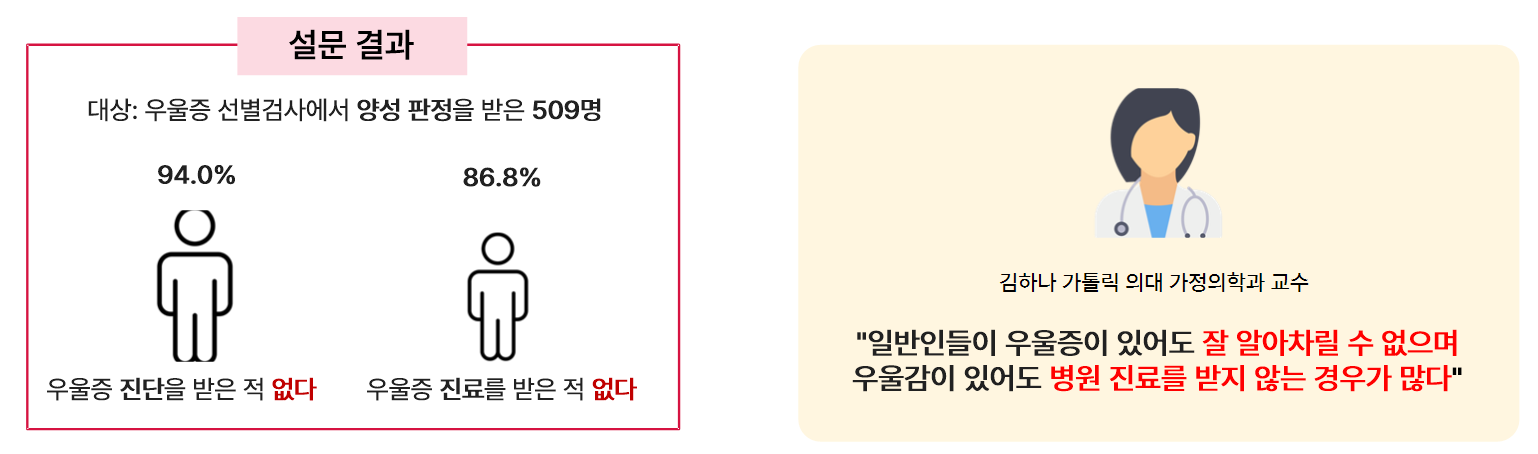 설문 결과
대상: 우울증 선별검사에서 양성 판정을 받은 509명
94.0%
86.8%
우울증 진단을 받은 적 없다
우울증 진료를 받은 적 없다
김하나 가톨릭 의대 가정의학과 교수
"일반인들이 우울증이 있어도 잘 알아차릴 수 없으며
우울감이 있어도 병원 진료를 받지 않는 경우가 많다"